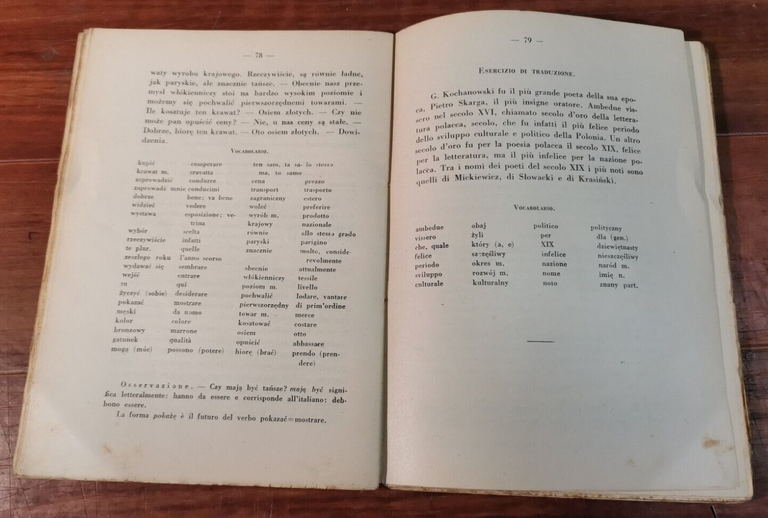 — 78 —
waty wyrobu krajowego. Rzeczywiście, są równie ładne,
jak paryskie, ale znacznie tańsze. — Obecnie nasz prze-
mysł włókienniczy stoi na bardzo wysokim poziomie i
możemy się pochwalić pierwszorzędnymi towarami. —
Ile kosztuje ten krawat? — Osiem złotych. — Czy nie
może pan opuścić ceny? — Nie, u nas ceny są stałe. —
Dobrze, biorę ten krawat. — Oto osiem złotych. — Dowi-
dzenia.
Vocabolario.
kupić comperare ten sam, ta sa- lo stesso
krawat m. cravatta ma, to samo
zaprowadzić condurre cena prezzo
zaprowadź mnie conducimi transport trasporto
dobrze bene; va bene zagraniczny estero
widzieć vedere woleć preferire
wystawa esposizione; ve- wyrób m. prodotto
trina krajowy nazionale
wybór scelta równie allo stesso grado
rzeczywiście infatti paryski parigino
te plur. quelle znacznie molto, conside
zeszłego roku l'anno scorso revolmente
wydawać się sembrare obecnie attualmente
wejść entrare włókienniczy tessile
tu qui poziom m. livello
życzyć (sobie) desiderare pochwalić lodare, vantare
pokazać mostrare pierwszorzędny di prim'ordine
męski da uomo towar m. merce
kolor colore kosztować costare
bronzowy marrone osiem otto
gatunek qualità opuścić abbassare
mogą (móc) possono (potere) biorę (brać) prendo (pren-
dere)
Osservazione. — Czy mają być tańsze? mają być signi-
fica letteralmente: hanno da essere e corrisponde all'italiano: deb-
bono essere.
La forma pokażę è il futuro del verbo pokazać=mostrare.
— 79 —
Esercizio di traduzione.
G. Kochanowski fu il più grande poeta della sua epo-
ca, Pietro Skarga, il più insigne oratore. Ambedue vis-
sero nel secolo XVI, chiamato secolo d'oro della lettera-
tura polacca, secolo, che fu infatti il più felice periodo
dello sviluppo culturale e politico della Polonia. Un altro
secolo d'oro fu per la poesia polacca il secolo XIX, felice
per la letteratura, ma il più infelice per la nazione po-
lacca. Tra i nomi dei poeti del secolo XIX i più noti sono
quelli di Mickiewicz, di Słowacki e di Krasiński.
Vocabolario.
ambedue obaj politico polityczny
vissero żyli per dla (gen.)
che, quale który (a, e) XIX dziewiętnasty
felice szczęśliwy infelice nieszczęśliwy
periodo okres m. nazione naród m.
sviluppo rozwój m. nome imię n.
culturale kulturalny noto znany part.